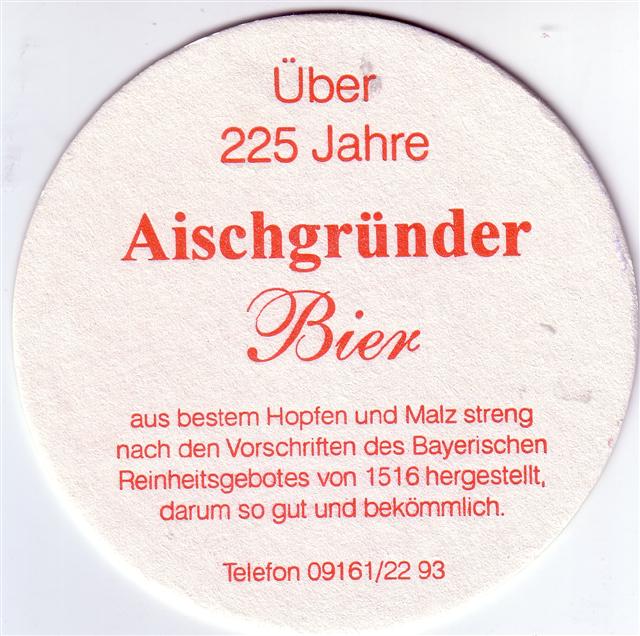 Über
225 Jahre
Aischgründer
Bier
aus bestem Hopfen und Malz streng
nach den Vorschriften des Bayerischen
Reinheitsgebotes von 1516 hergestellt,
darum so gut und bekömmlich.
Telefon 09161/22 93